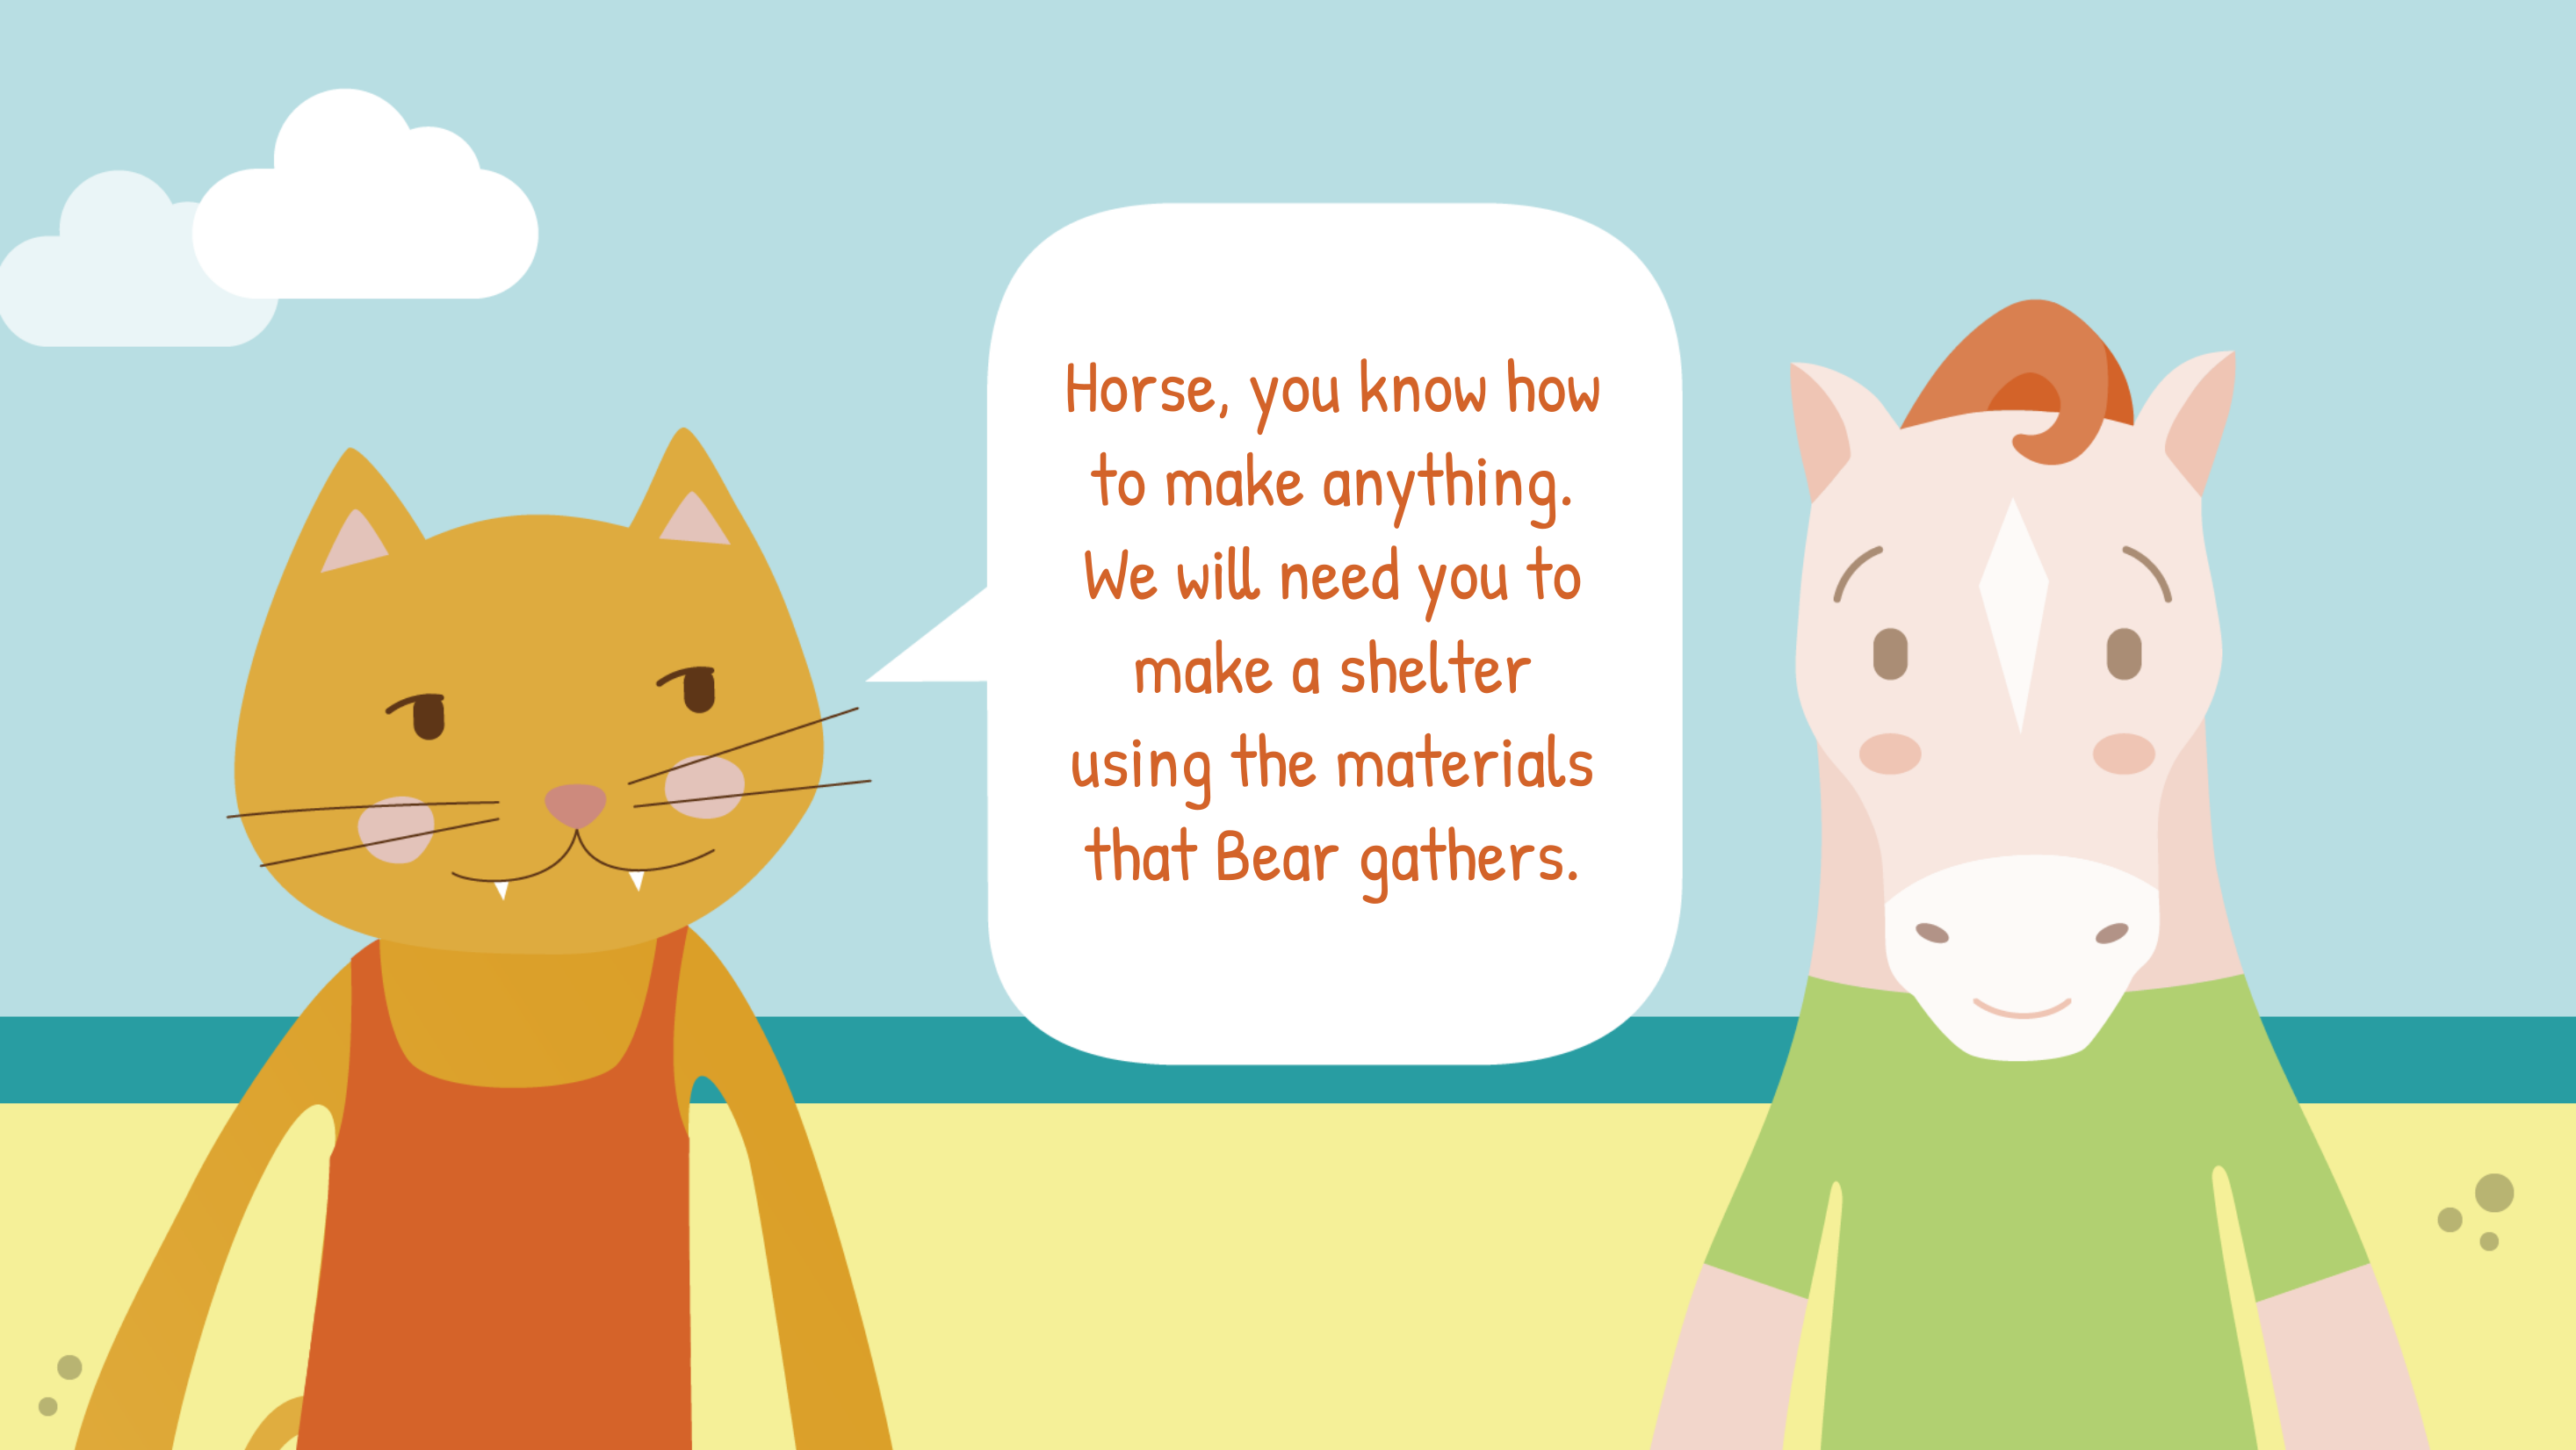 Horse, you know how
to make anything.
We will need you to
make a shelter
using the materials
that Bear gathers.